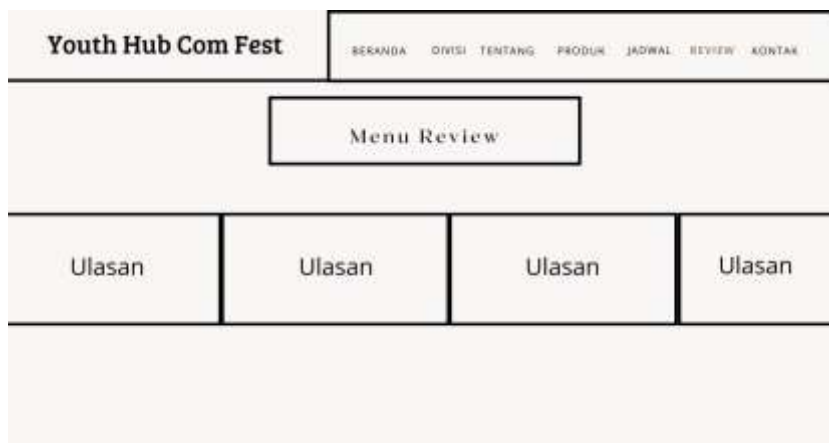 Youth Hub Com Fest
BERANDA DIVISI TENTANG PRODUK JADWAL REVIEW KONTAK
Menu Review
Ulasan Ulasan Ulasan Ulasan